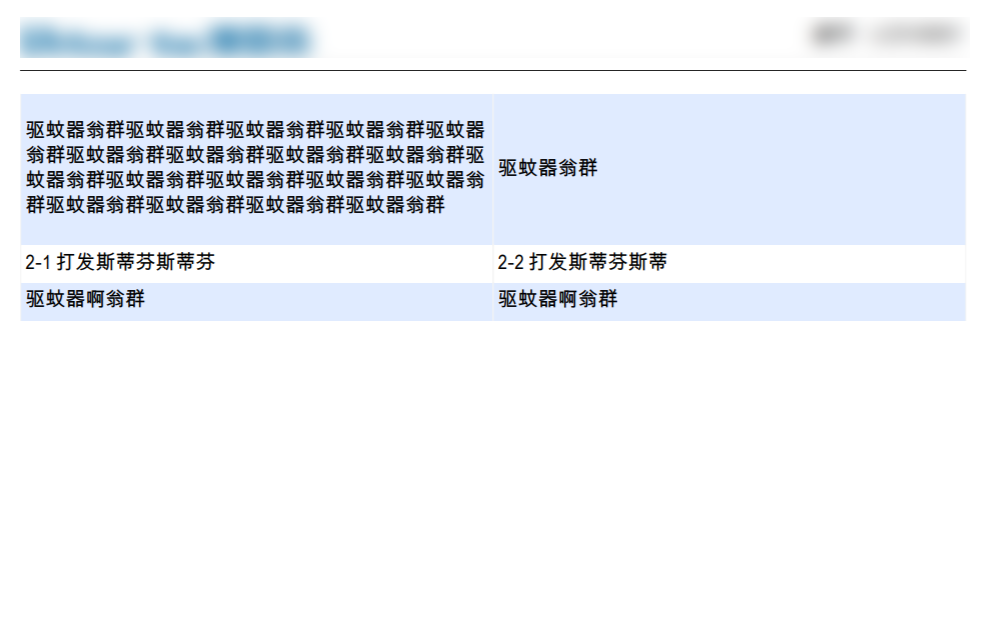 驱蚊器翁群驱蚊器翁群驱蚊器翁群驱蚊器翁群驱蚊器
翁群驱蚊器翁群驱蚊器翁群驱蚊器翁群驱蚊器翁群驱
蚊器翁群驱蚊器翁群驱蚊器翁群驱蚊器翁群驱蚊器翁
群驱蚊器翁群驱蚊器翁群驱蚊器翁群驱蚊器翁群
驱蚊器翁群
2-1 打发斯蒂芬斯蒂芬
2-2 打发斯蒂芬斯蒂
驱蚊器啊翁群
驱蚊器啊翁群